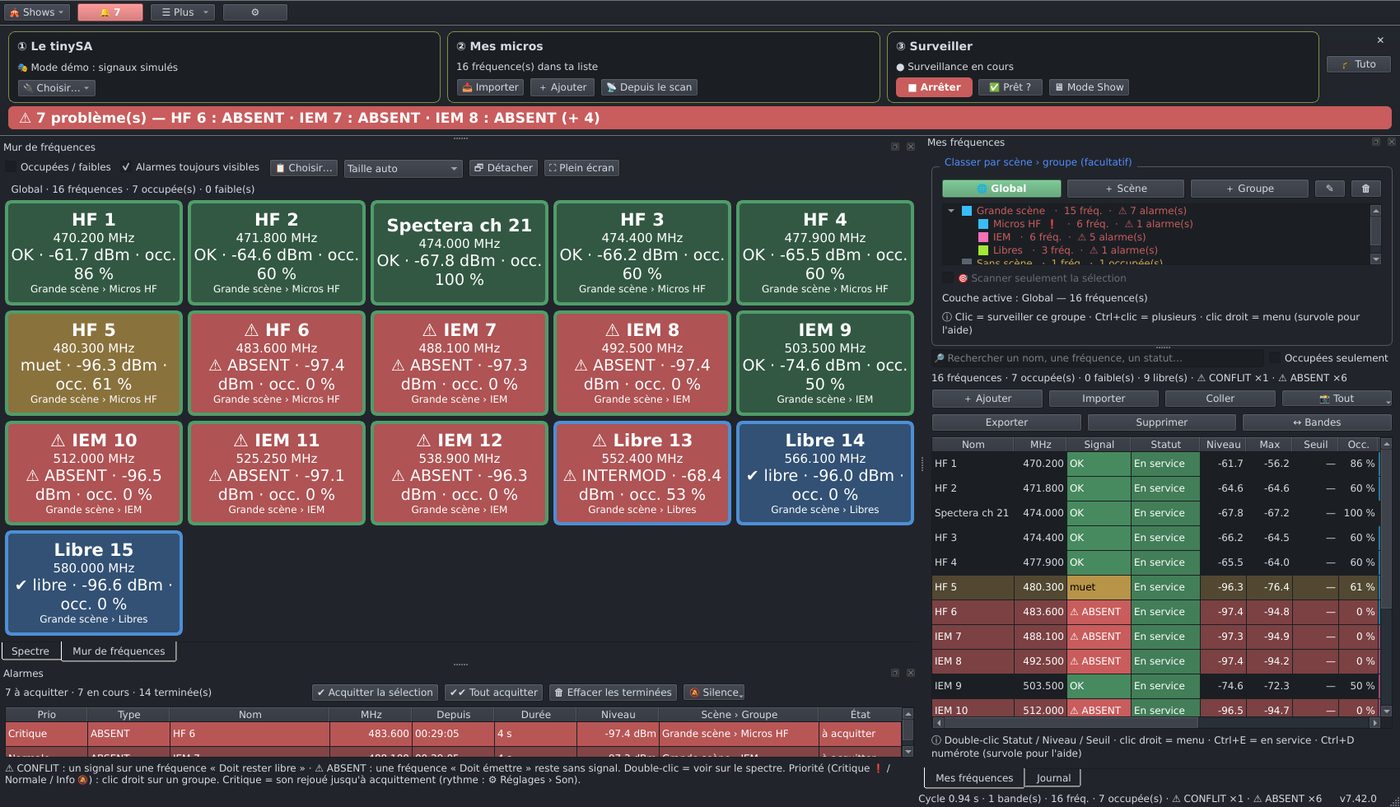 Shows
7
Plus
① Le tinySA
Mode démo : signaux simulés
Choisir...
② Mes micros
16 fréquence(s) dans ta liste
Importer
+ Ajouter
Depuis le scan
③ Surveiller
Surveillance en cours
Arrêter
Prêt ?
Mode Show
Tuto
⚠ 7 problème(s) — HF 6 : ABSENT · IEM 7 : ABSENT · IEM 8 : ABSENT (+ 4)
Mur de fréquences
Occupées / faibles
Alarmes toujours visibles
Choisir...
Taille auto
Détacher
Plein écran
Global · 16 fréquences · 7 occupée(s) · 0 faible(s)
HF 1
470.200 MHz
OK · -61.7 dBm · occ.
86 %
Grande scène › Micros HF
HF 2
471.800 MHz
OK · -64.6 dBm · occ.
60 %
Grande scène › Micros HF
Spectera ch 21
474.000 MHz
OK · -67.8 dBm · occ.
100 %
HF 3
474.400 MHz
OK · -66.2 dBm · occ.
60 %
Grande scène › Micros HF
HF 4
477.900 MHz
OK · -65.5 dBm · occ.
60 %
Grande scène › Micros HF
HF 5
480.300 MHz
muet · -96.3 dBm ·
occ. 61 %
Grande scène › Micros HF
⚠ HF 6
483.600 MHz
⚠ ABSENT · -97.4
dBm · occ. 0 %
Grande scène › Micros HF
⚠ IEM 7
488.100 MHz
⚠ ABSENT · -97.3
dBm · occ. 0 %
Grande scène › IEM
⚠ IEM 8
492.500 MHz
⚠ ABSENT · -97.4
dBm · occ. 0 %
Grande scène › IEM
IEM 9
503.500 MHz
OK · -74.6 dBm · occ.
50 %
Grande scène › IEM
⚠ IEM 10
512.000 MHz
⚠ ABSENT · -96.5
dBm · occ. 0 %
Grande scène › IEM
⚠ IEM 11
525.250 MHz
⚠ ABSENT · -97.1
dBm · occ. 0 %
Grande scène › IEM
⚠ IEM 12
538.900 MHz
⚠ ABSENT · -96.3
dBm · occ. 0 %
Grande scène › IEM
⚠ Libre 13
552.400 MHz
⚠ INTERMOD · -68.4
dBm · occ. 53 %
Grande scène › Libres
Libre 14
566.100 MHz
✔ libre · -96.0 dBm ·
occ. 0 %
Grande scène › Libres
Libre 15
580.000 MHz
✔ libre · -96.6 dBm ·
occ. 0 %
Grande scène › Libres
Spectre
Mur de fréquences
Alarmes
7 à acquitter · 7 en cours · 14 terminée(s)
✔ Acquitter la sélection
✔✔ Tout acquitter
Effacer les terminées
Silence
Prio Type Nom MHz Depuis Durée Niveau Scène › Groupe État
Critique ABSENT HF 6 483.600 00:29:05 4 s -97.4 dBm Grande scène › Micros HF à acquitter
⚠ CONFLIT : un signal sur une fréquence « Doit rester libre » · ⚠ ABSENT : une fréquence « Doit émettre » reste sans signal. Double-clic = voir sur le spectre. Priorité (Critique ❗ /
Normale / Info 🔕) : clic droit sur un groupe. Critique = son rejoué jusqu'à acquittement (rythme : ⚙ Réglages › Son).
Mes fréquences
Classer par scène › groupe (facultatif)
Global
+ Scène
+ Groupe
Grande scène · 15 fréq. · ⚠ 7 alarme(s)
Micros HF ❗ · 6 fréq. · ⚠ 1 alarme(s)
IEM · 6 fréq. · ⚠ 5 alarme(s)
Libres · 3 fréq. · ⚠ 1 alarme(s)
Sans scène · 1 fréq. · 1 occupée(s)
Scanner seulement la sélection
Couche active : Global — 16 fréquence(s)
ⓘ Clic = surveiller ce groupe · Ctrl+clic = plusieurs · clic droit = menu (survole pour
l'aide)
Rechercher un nom, une fréquence, un statut...
Occupées seulement
16 fréquences · 7 occupée(s) · 0 faible(s) · 9 libre(s) · ⚠ CONFLIT ×1 · ⚠ ABSENT ×6
+ Ajouter
Importer
Coller
Tout
Exporter
Supprimer
↔ Bandes
Nom MHz Signal Statut Niveau Max Seuil Occ.
HF 1 470.200 OK En service -61.7 -56.2 — 86 %
HF 2 471.800 OK En service -64.6 -64.6 — 60 %
Spectera ch 21 474.000 OK En service -67.8 -67.2 — 100 %
HF 3 474.400 OK En service -66.2 -64.5 — 60 %
HF 4 477.900 OK En service -65.5 -64.0 — 60 %
HF 5 480.300 muet En service -96.3 -76.4 — 61 %
HF 6 483.600 ⚠ ABSENT En service -97.4 -94.8 — 0 %
IEM 7 488.100 ⚠ ABSENT En service -97.3 -94.9 — 0 %
IEM 8 492.500 ⚠ ABSENT En service -97.4 -94.2 — 0 %
IEM 9 503.500 OK En service -74.6 -72.3 — 50 %
IEM 10 512.000 ⚠ ABSENT En service -96.5 -94.7 — 0 %
ⓘ Double-clic Statut / Niveau / Seuil · clic droit = menu · Ctrl+E = en service · Ctrl+D
numérote (survole pour l'aide)
Mes fréquences
Journal
Cycle 0.94 s · 1 bande(s) · 16 fréq. · 7 occupée(s) · ⚠ CONFLIT ×1 · ⚠ ABSENT ×6 v7.42.0